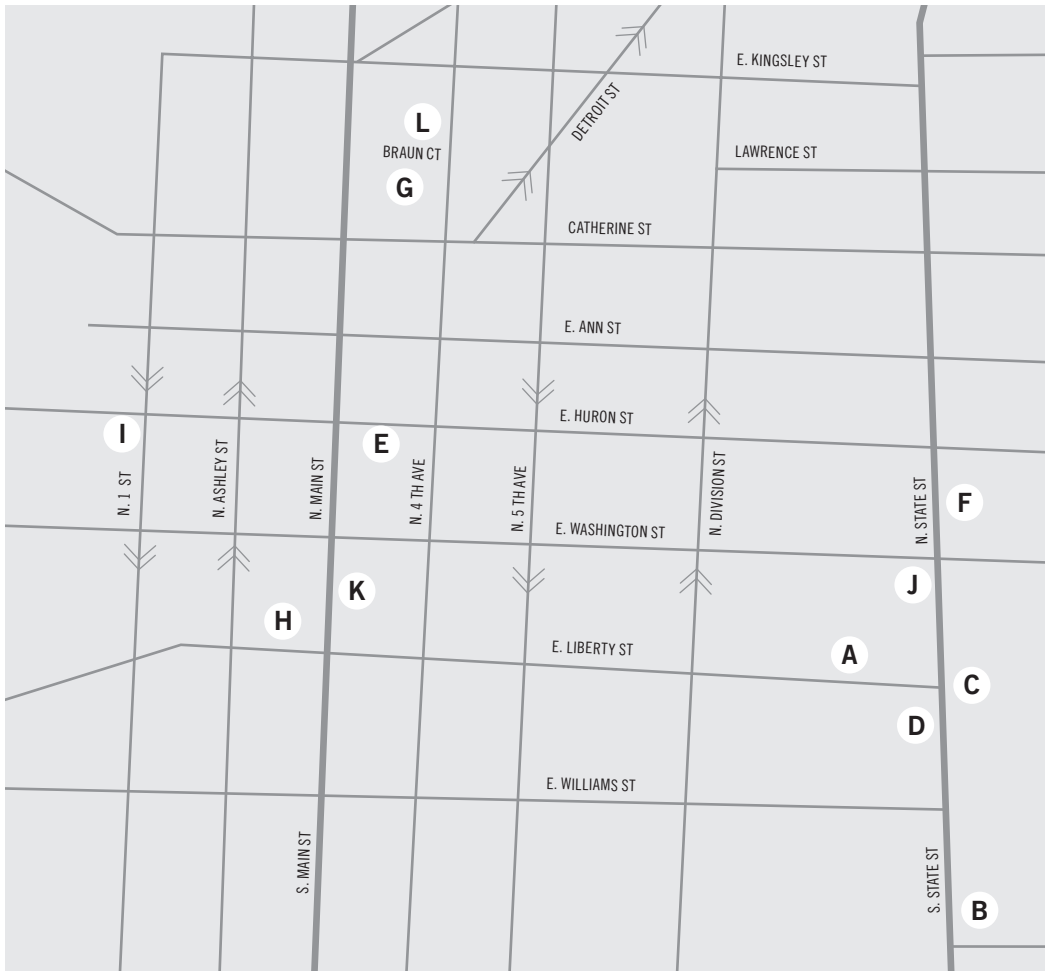 E. KINGSLEY ST
DETROIT ST
L
BRAUN CT
LAWRENCE ST
G
CATHERINE ST
E. ANN ST
E. HURON ST
I
E
N. 1 ST
N. ASHLEY ST
N. MAIN ST
N. 4 TH AVE
N. 5 TH AVE
N. DIVISION ST
N. STATE ST
F
E. WASHINGTON ST
K
J
H
E. LIBERTY ST
A
C
D
E. WILLIAMS ST
S. MAIN ST
S. STATE ST
B